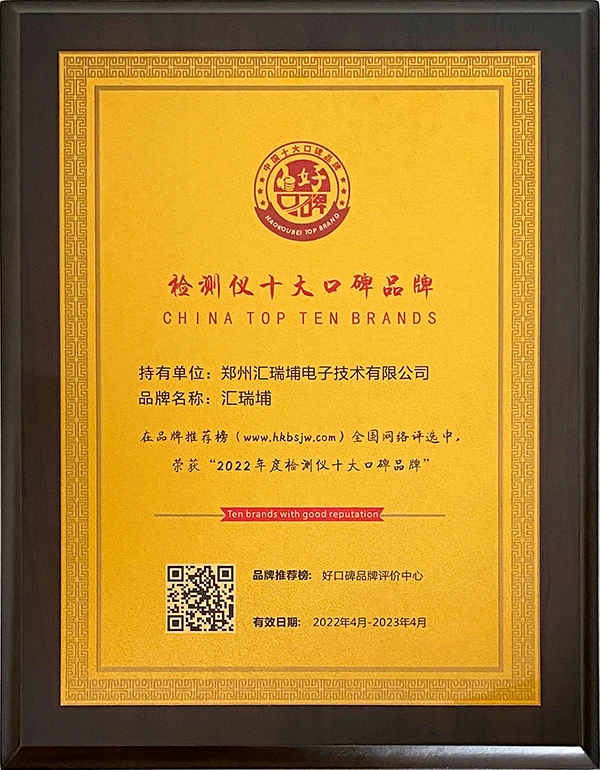 中国十大口碑品牌
好
口碑
HAOKOUBEI TOP BRAND
检测仪十大口碑品牌
CHINA TOP TEN BRANDS
持有单位：郑州汇瑞埔电子技术有限公司
品牌名称：汇瑞埔
在品牌推荐榜（www.hkbsjw.com）全国网络评选中，
荣获“2022年度检测仪十大口碑品牌”
Ten brands with good reputation
品牌推荐榜： 好口碑品牌评价中心
有效日期： 2022年4月-2023年4月